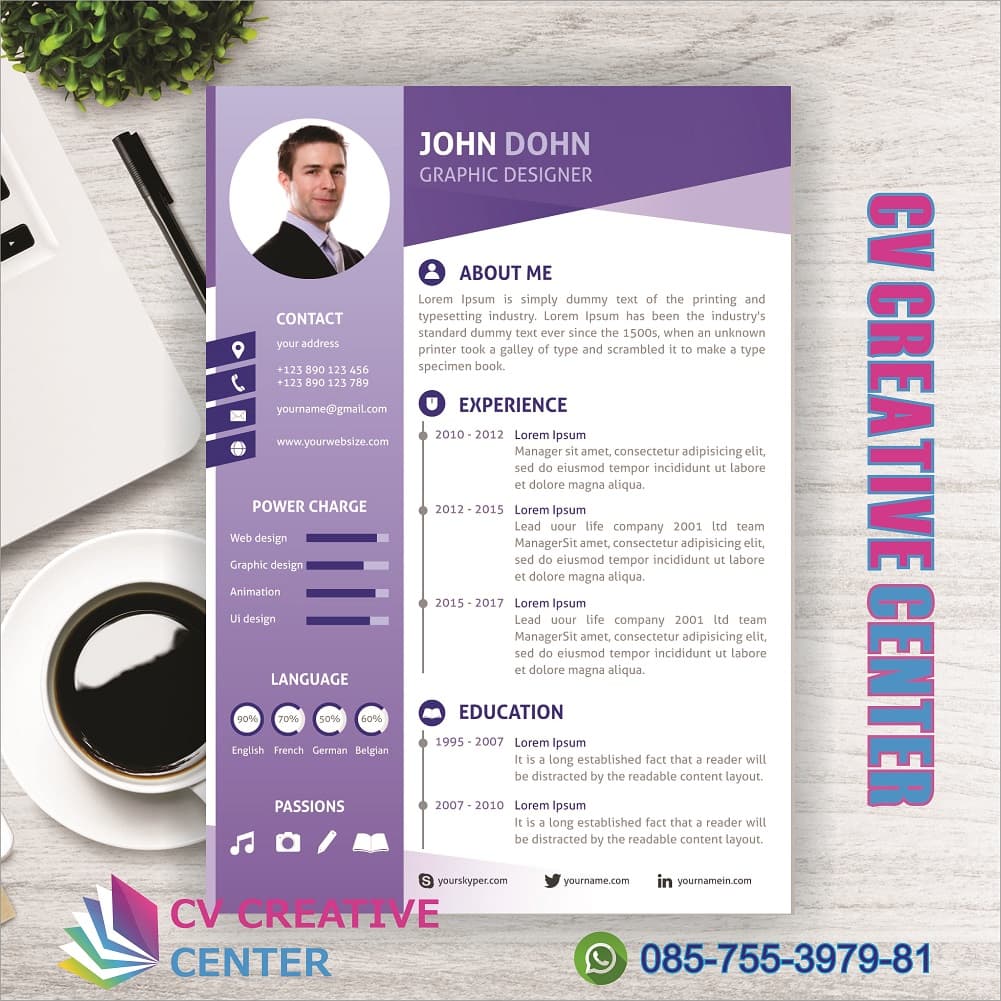 JOHN DOHN
GRAPHIC DESIGNER
CONTACT
your address
+123 890 123 456
+123 890 123 789
yourname@gmail.com
www.yourwebsize.com
POWER CHARGE
Web design
Graphic design
Animation
Ui design
LANGUAGE
90% 70% 50% 60%
English French German Belgian
PASSIONS
ABOUT ME
Lorem Ipsum is simply dummy text of the printing and
typesetting industry. Lorem Ipsum has been the industry's
standard dummy text ever since the 1500s, when an unknown
printer took a galley of type and scrambled it to make a type
specimen book.
EXPERIENCE
2010 - 2012 Lorem Ipsum
Manager sit amet, consectetur adipisicing elit,
sed do eiusmod tempor incididunt ut labore
et dolore magna aliqua.
2012 - 2015 Lorem Ipsum
Lead uour life company 2001 ltd team
ManagerSit amet, consectetur adipisicing elit,
sed do eiusmod tempor incididunt ut labore
et dolore magna aliqua.
2015 - 2017 Lorem Ipsum
Lead uour life company 2001 ltd team
ManagerSit amet, consectetur adipisicing elit,
sed do eiusmod tempor incididunt ut labore
et dolore magna aliqua.
EDUCATION
1995 - 2007 Lorem Ipsum
It is a long established fact that a reader will
be distracted by the readable content layout.
2007 - 2010 Lorem Ipsum
It is a long established fact that a reader will
be distracted by the readable content layout.
yourskyper.com yourname.com in yournamein.com
CV CREATIVE CENTER
CV CREATIVE
CENTER
085-755-3979-81